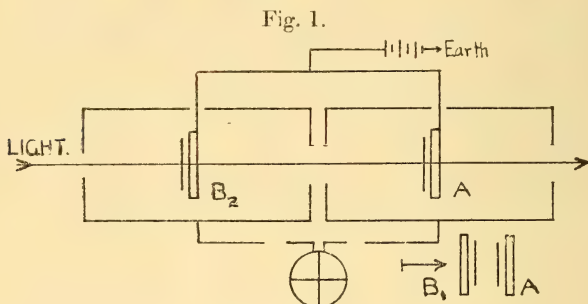 Fig. 1.
Earth
LIGHT.
B₂
A
B₁ A